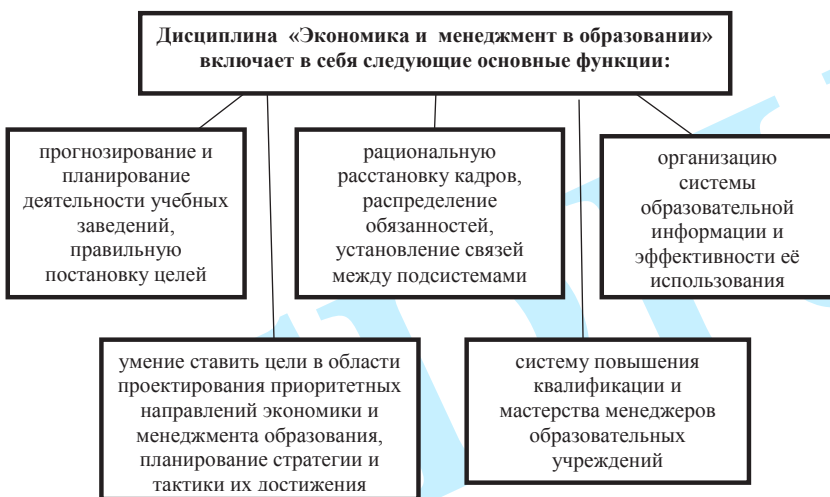 Дисциплина «Экономика и менеджмент в образовании»
включает в себя следующие основные функции:
прогнозирование и
планирование
деятельности учебных
заведений,
правильную
постановку целей
рациональную
расстановку кадров,
распределение
обязанностей,
установление связей
между подсистемами
организацию
системы
образовательной
информации и
эффективности её
использования
умение ставить цели в области
проектирования приоритетных
направлений экономики и
менеджмента образования,
планирование стратегии и
тактики их достижения
систему повышения
квалификации и
мастерства менеджеров
образовательных
учреждений